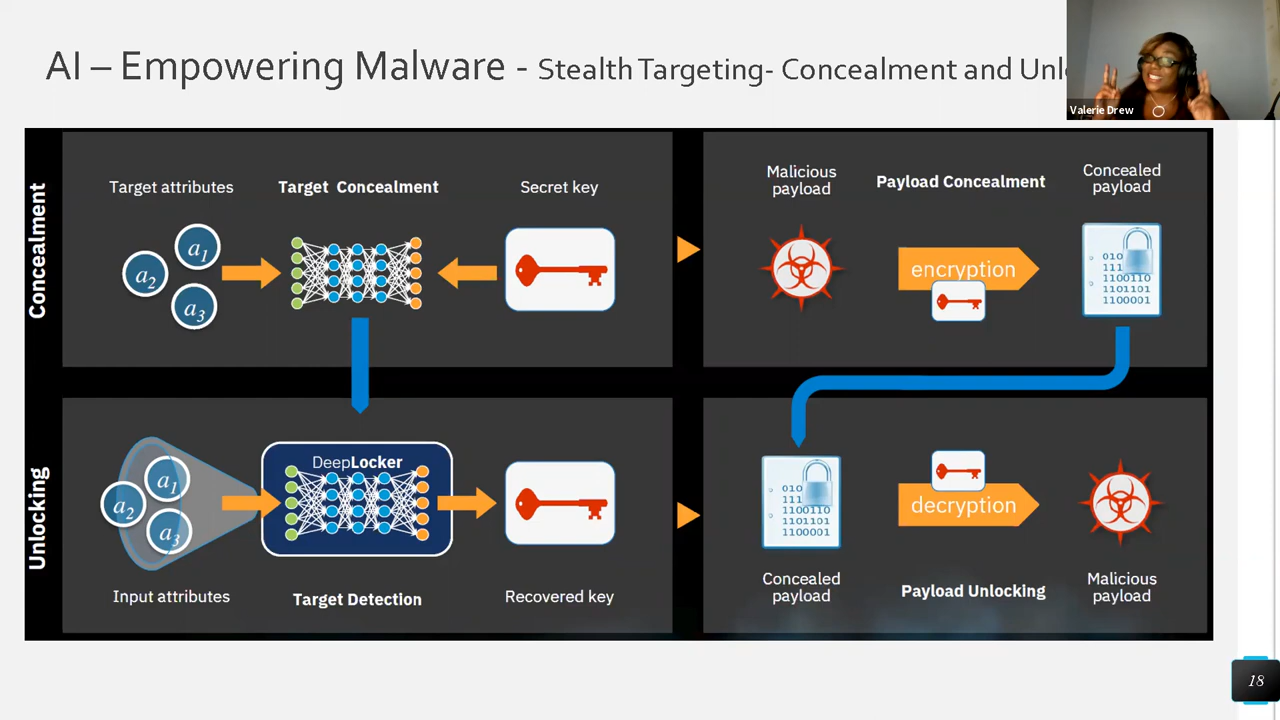 AI – Empowering Malware - Stealth Targeting- Concealment and
Valerie Drew
Concealment
Target attributes
Target Concealment
Secret key
a1
a2
a3
Malicious
payload
Payload Concealment
Concealed
payload
encryption
010
111
1100110
1101101
1100001
Unlocking
a1
a2
a3
DeepLocker
Input attributes
Target Detection
Recovered key
010
111
1100110
1101101
1100001
decryption
Concealed
payload
Payload Unlocking
Malicious
payload
18